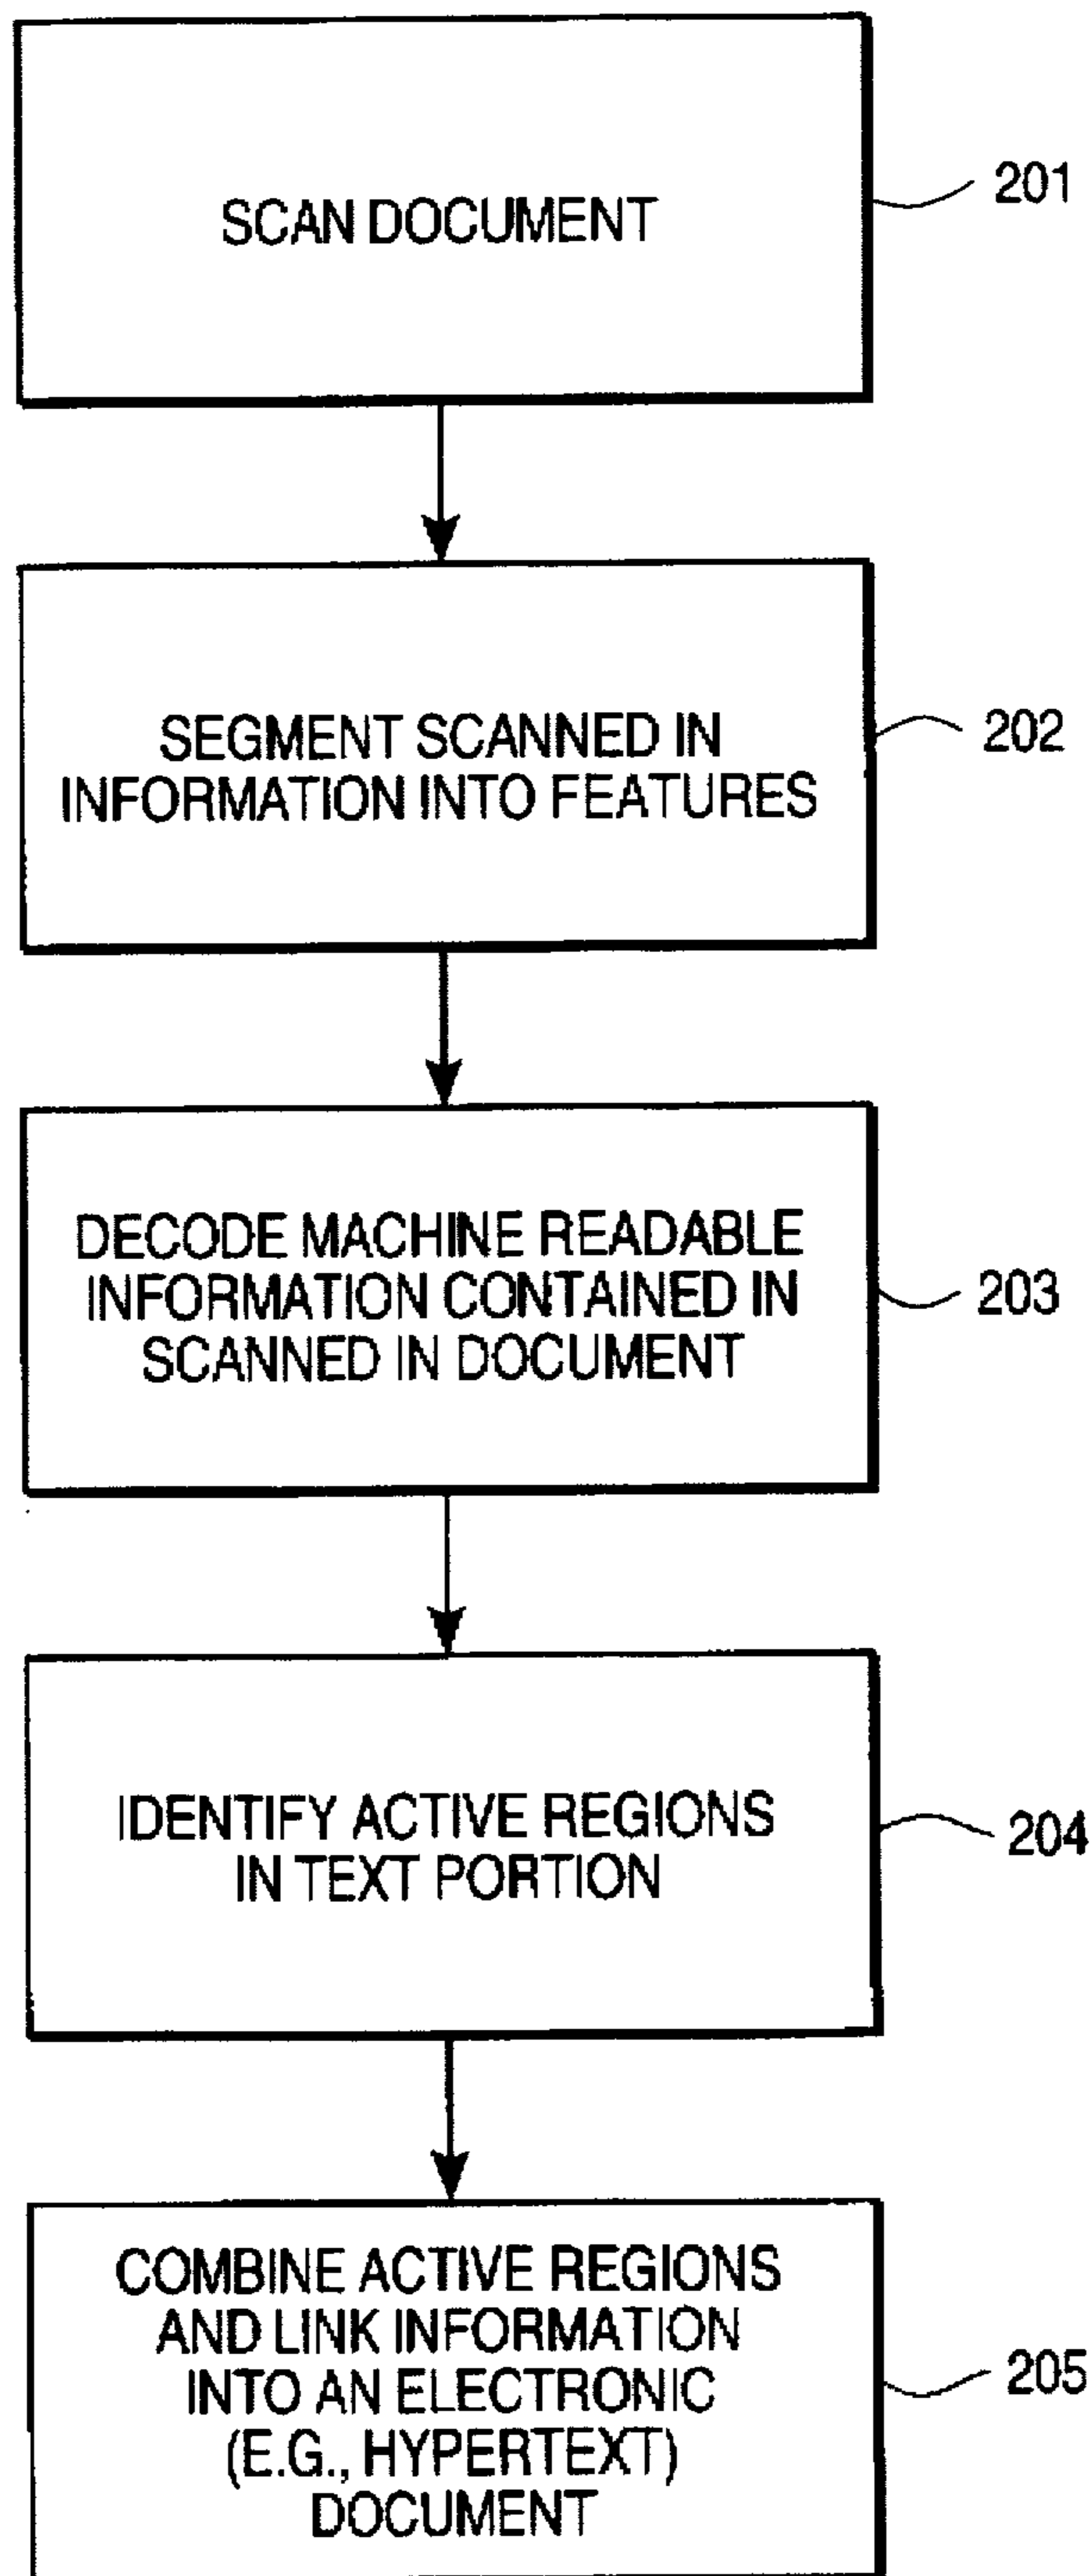 SCAN DOCUMENT
201
SEGMENT SCANNED IN
INFORMATION INTO FEATURES
202
DECODE MACHINE READABLE
INFORMATION CONTAINED IN
SCANNED IN DOCUMENT
203
IDENTIFY ACTIVE REGIONS
IN TEXT PORTION
204
COMBINE ACTIVE REGIONS
AND LINK INFORMATION
INTO AN ELECTRONIC
(E.G., HYPERTEXT)
DOCUMENT
205